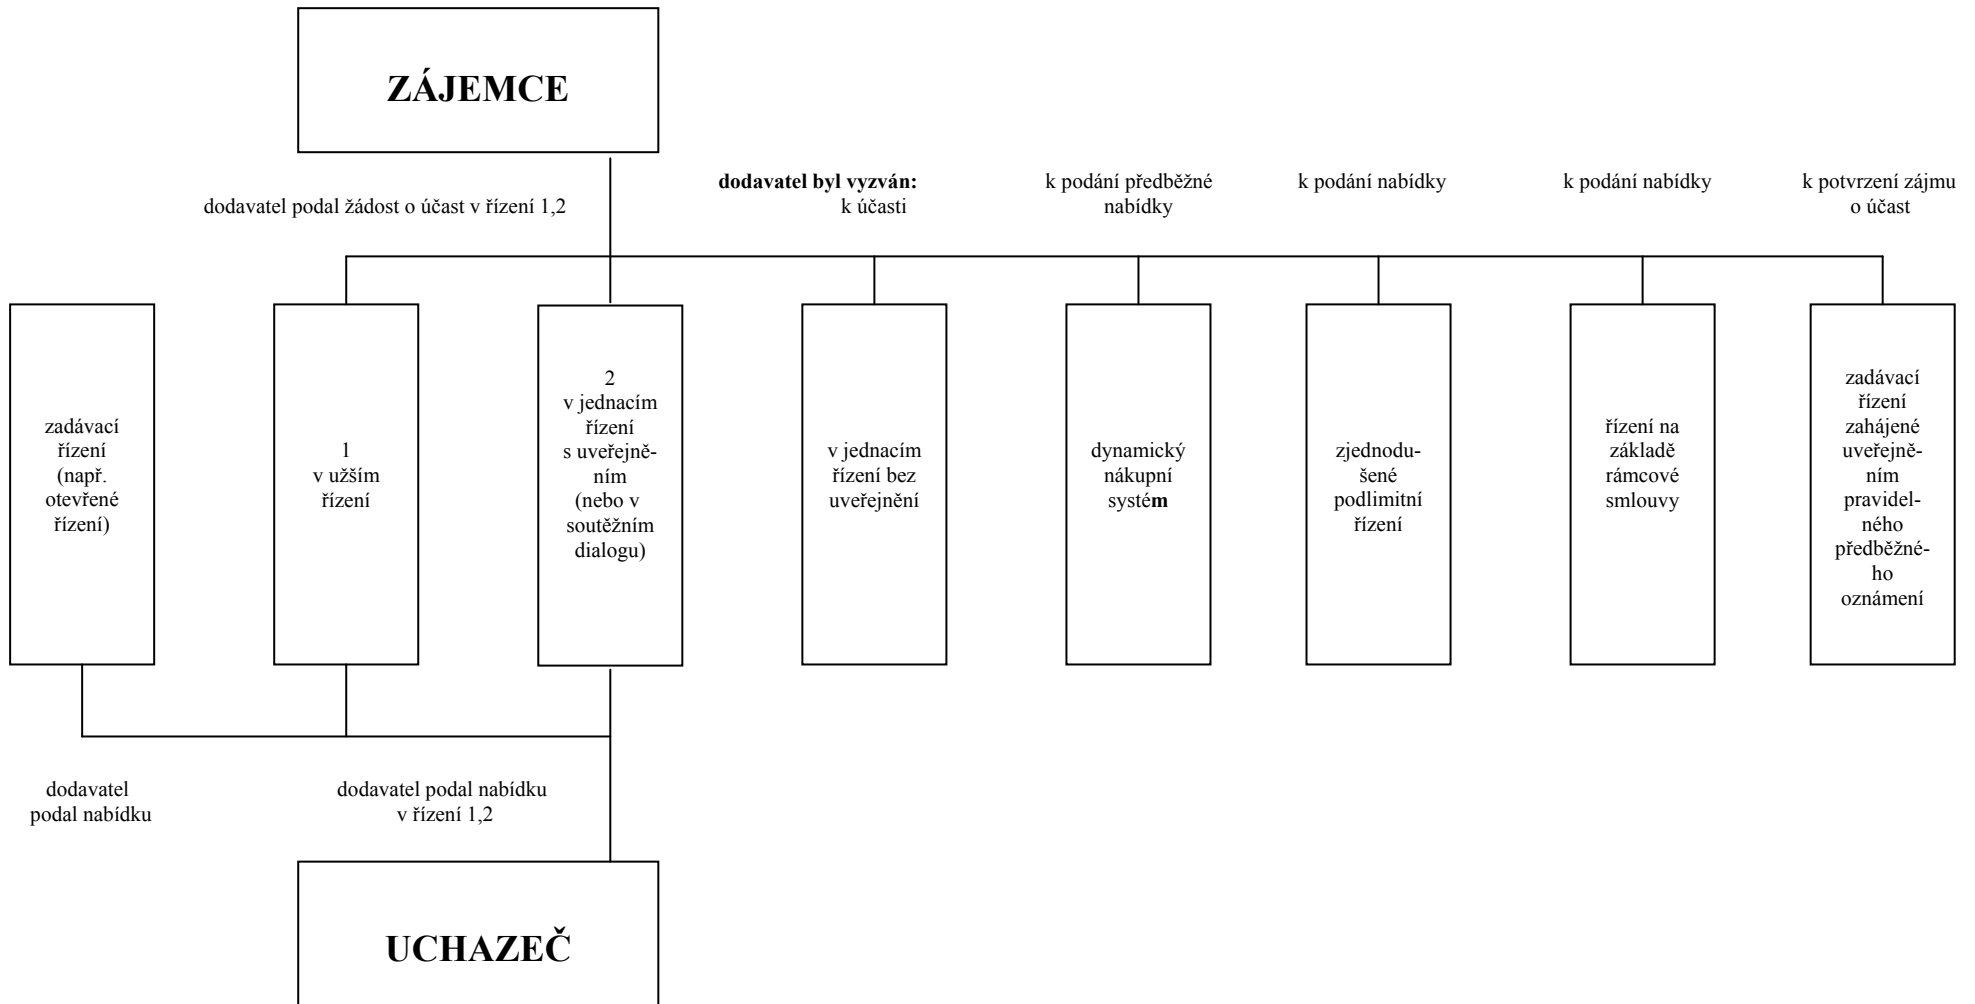 ZÁJEMCE
dodavatel podal žádost o účast v řízení 1,2
dodavatel byl vyzván:
k účasti
k podání předběžné
nabídky
k podání nabídky
k podání nabídky
k potvrzení zájmu
o účast
zadávací
řízení
(např.
otevřené
řízení)
1
v užším
řízení
2
v jednacím
řízení
s uveřejně-
ním
(nebo v
soutěžním
dialogu)
v jednacím
řízení bez
uveřejnění
dynamický
nákupní
systém
zjednodu-
šené
podlimitní
řízení
řízení na
základě
rámcové
smlouvy
zadávací
řízení
zahájené
uveřejně-
ním
pravidel-
ného
předběžné-
ho
oznámení
dodavatel
podal nabídku
dodavatel podal nabídku
v řízení 1,2
UCHAZEČ